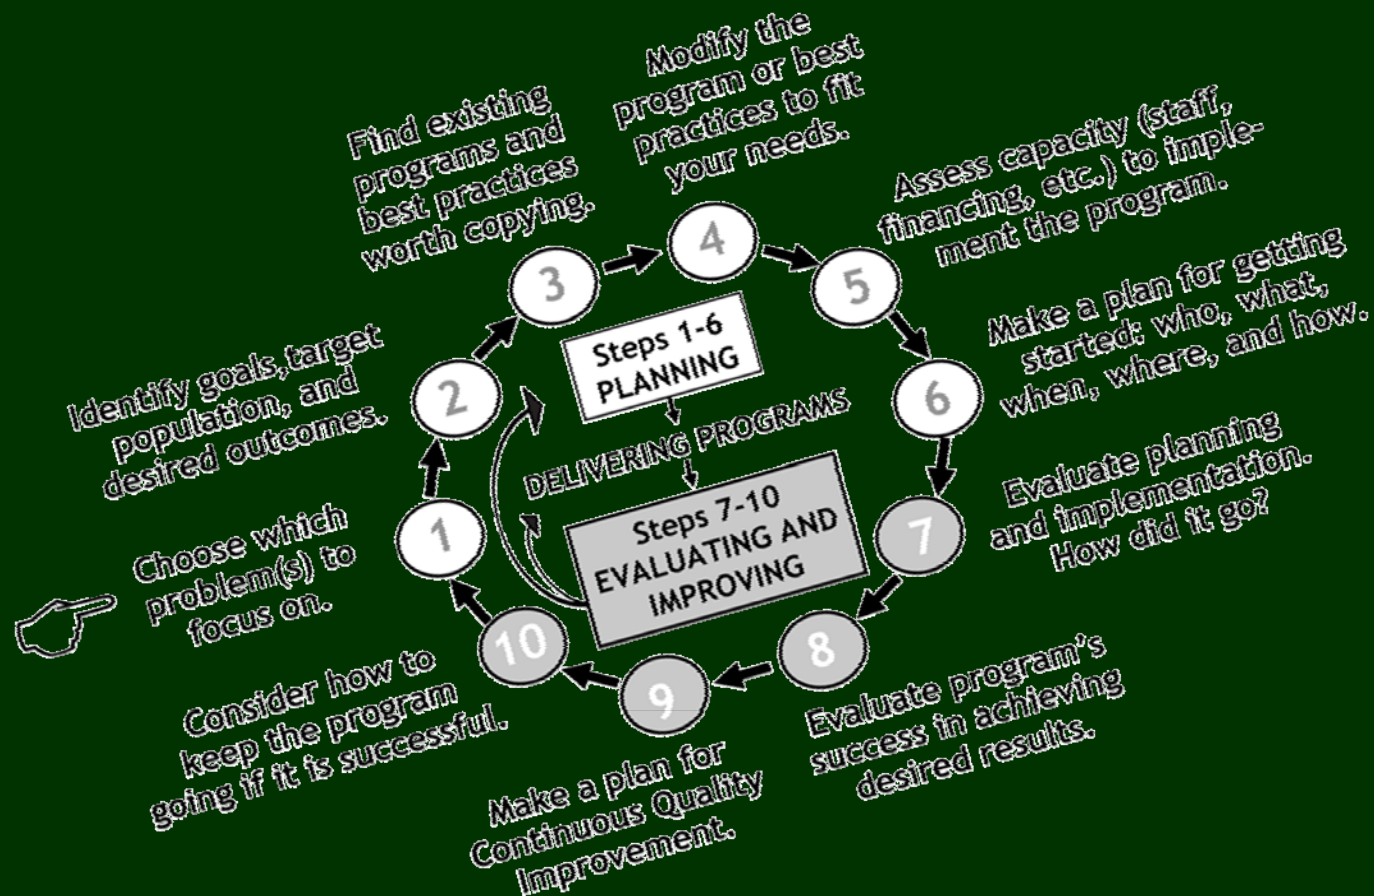 1
Choose which
problem(s) to
focus on.
2
Identify goals,target
population, and
desired outcomes.
3
Find existing
programs and
best practices
worth copying.
4
Modify the
program or best
practices to fit
your needs.
5
Assess capacity (staff,
financing, etc.) to imple-
ment the program.
6
Make a plan for getting
started: who, what,
when, where, and how.
7
Evaluate planning
and implementation.
How did it go?
8
Evaluate program's
success in achieving
desired results.
9
Make a plan for
Continuous Quality
Improvement.
10
Consider how to
keep the program
going if it is successful.
Steps 1-6
PLANNING
DELIVERING PROGRAMS
Steps 7-10
EVALUATING AND
IMPROVING